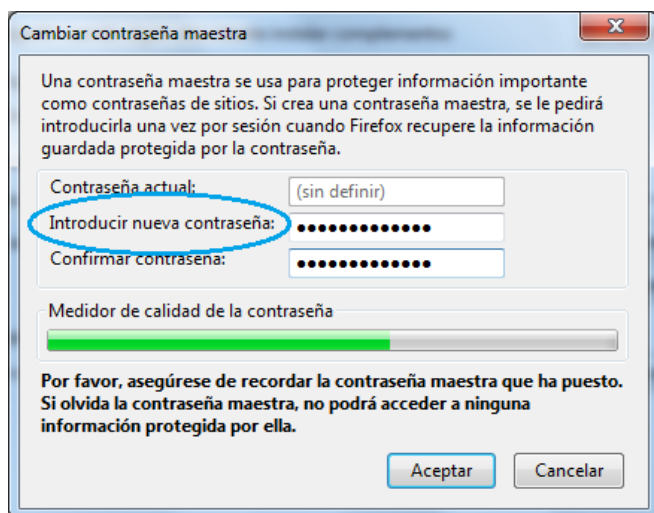 Cambiar contraseña maestra
Una contraseña maestra se usa para proteger información importante
como contraseñas de sitios. Si crea una contraseña maestra, se le pedirá
introducirla una vez por sesión cuando Firefox recupere la información
guardada protegida por la contraseña.
Contraseña actual: (sin definir)
Introducir nueva contraseña: •••••••••••••
Confirmar contraseña: •••••••••••••
Medidor de calidad de la contraseña
Por favor, asegúrese de recordar la contraseña maestra que ha puesto.
Si olvida la contraseña maestra, no podrá acceder a ninguna
información protegida por ella.
Aceptar Cancelar